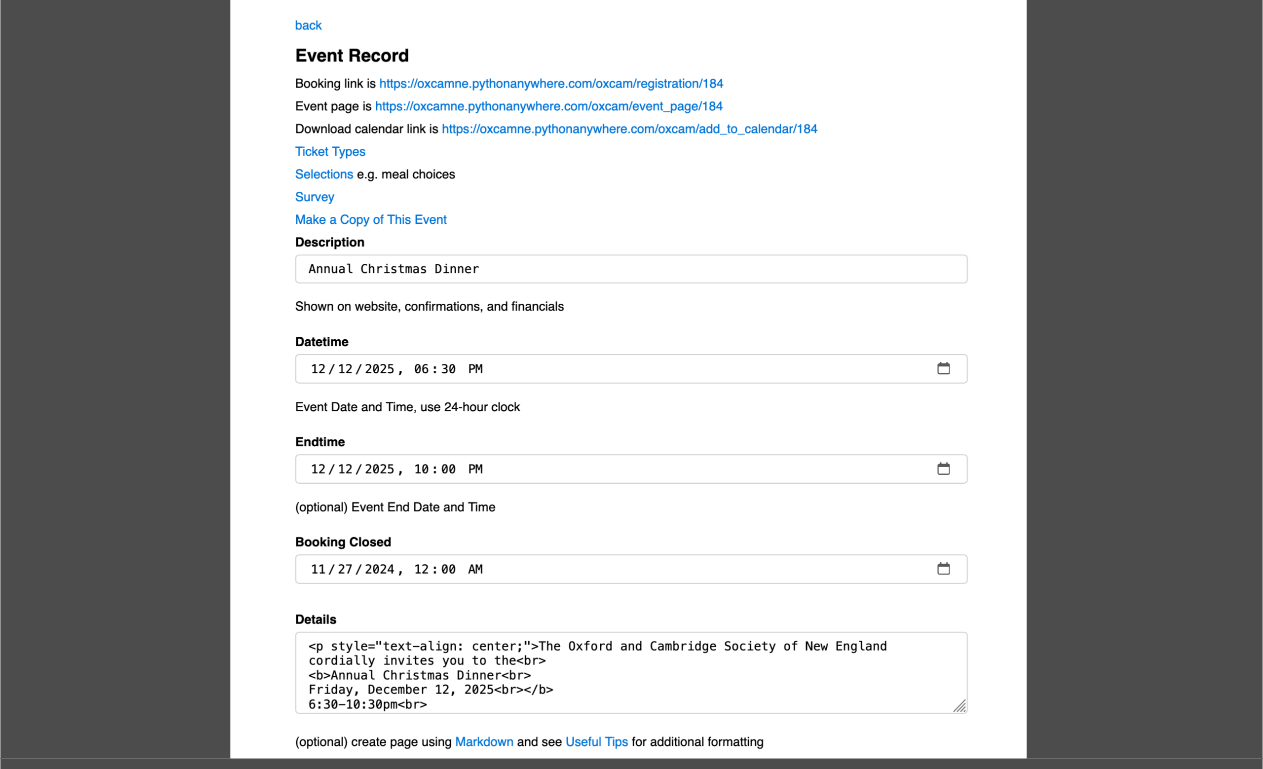 back
Event Record
Booking link is https://oxcamne.pythonanywhere.com/oxcam/registration/184
Event page is https://oxcamne.pythonanywhere.com/oxcam/event_page/184
Download calendar link is https://oxcamne.pythonanywhere.com/oxcam/add_to_calendar/184
Ticket Types
Selections e.g. meal choices
Survey
Make a Copy of This Event
Description
Annual Christmas Dinner
Shown on website, confirmations, and financials
Datetime
12/12/2025, 06:30 PM
Event Date and Time, use 24-hour clock
Endtime
12/12/2025, 10:00 PM
(optional) Event End Date and Time
Booking Closed
11/27/2024, 12:00 AM
Details
<p style="text-align: center;">The Oxford and Cambridge Society of New England
cordially invites you to the<br>
<b>Annual Christmas Dinner<br>
Friday, December 12, 2025<br></b>
6:30-10:30pm<br>
(optional) create page using Markdown and see Useful Tips for additional formatting